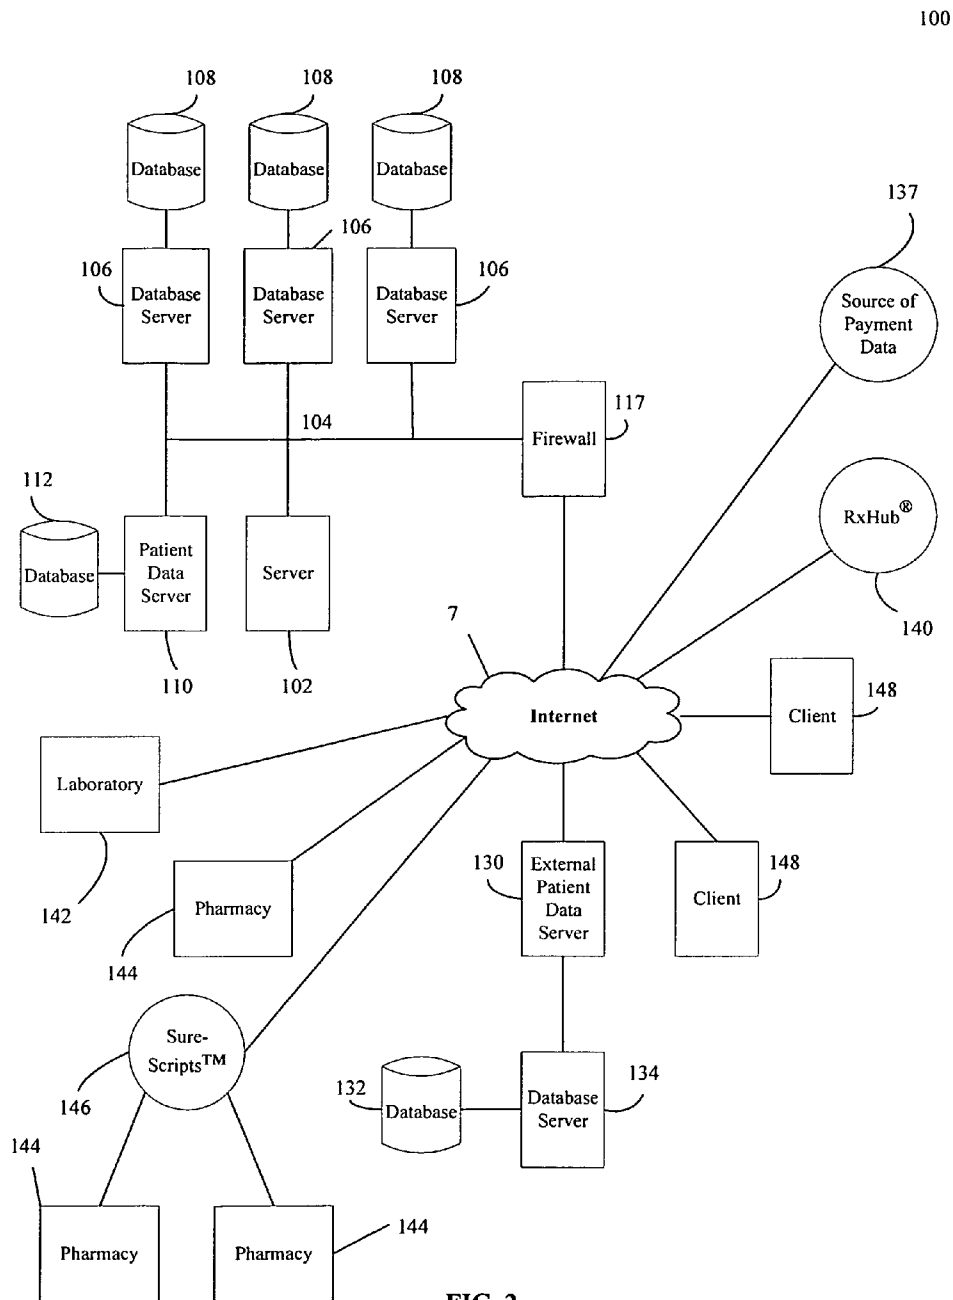 100
108
108
108
Database
Database
Database
137
106
106
106
Database
Server
Database
Server
Database
Server
Source of
Payment
Data
117
104
Firewall
112
RxHub®
Database
Patient
Data
Server
Server
7
140
110
102
148
Internet
Client
Laboratory
130
External
Patient
Data
Server
148
Client
142
Pharmacy
144
Sure-
Scripts™
132
134
146
Database
Database
Server
144
144
Pharmacy
Pharmacy
FIG. 2